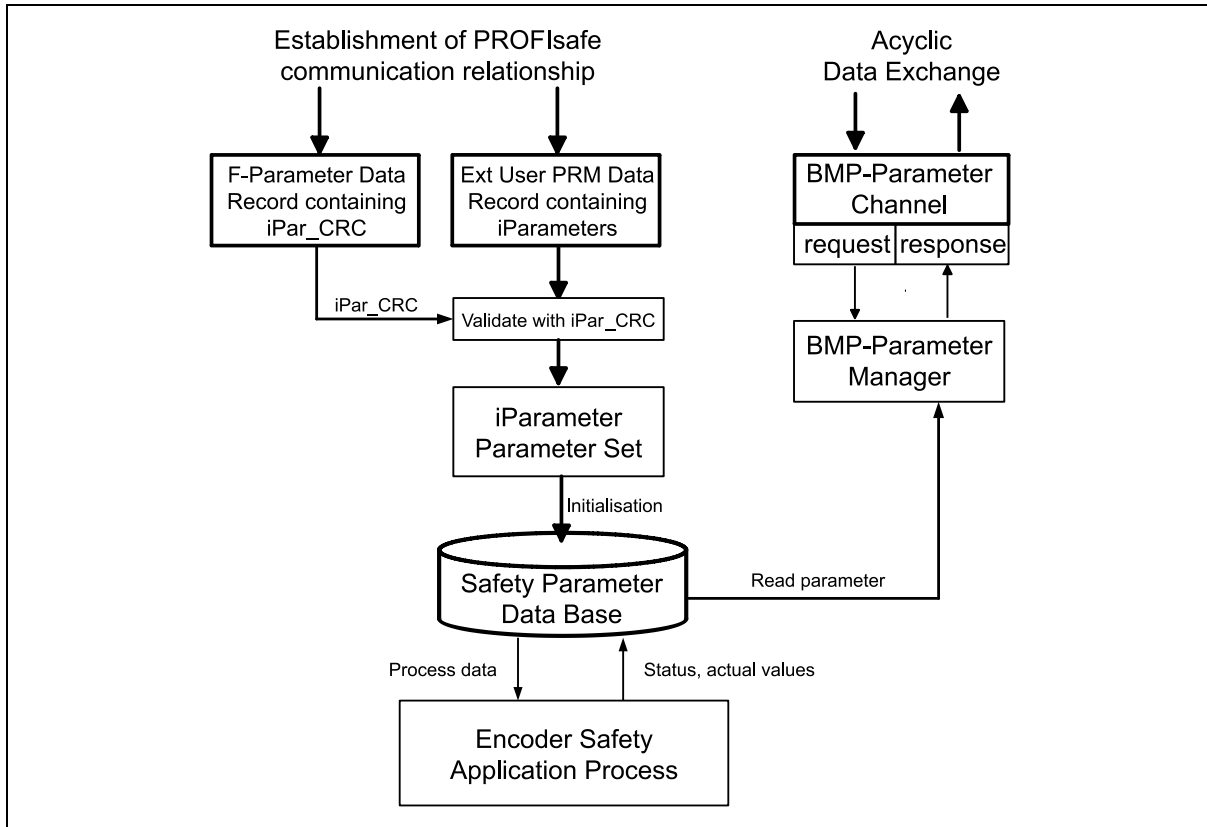 Establishment of PROFIsafe
communication relationship
Acyclic
Data Exchange
F-Parameter Data
Record containing
iPar_CRC
Ext User PRM Data
Record containing
iParameters
BMP-Parameter
Channel
request
response
iPar_CRC
Validate with iPar_CRC
BMP-Parameter
Manager
iParameter
Parameter Set
Initialisation
Safety Parameter
Data Base
Read parameter
Process data
Status, actual values
Encoder Safety
Application Process